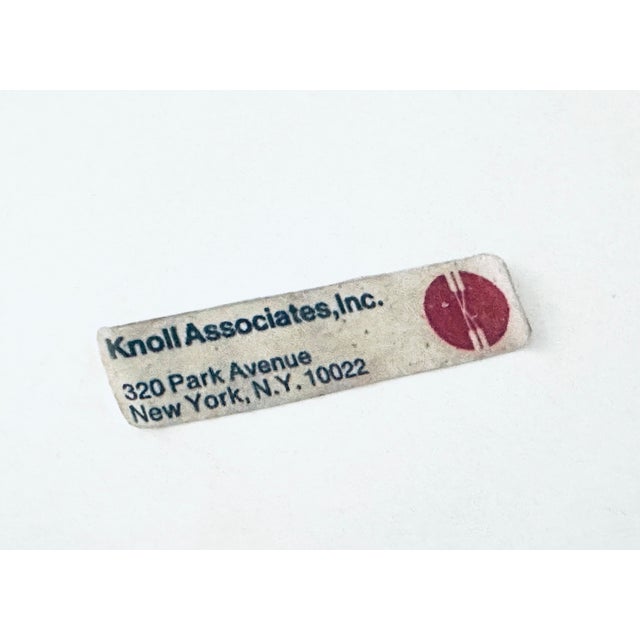 Knoll Associates,Inc.
320 Park Avenue
New York, N.Y. 10022